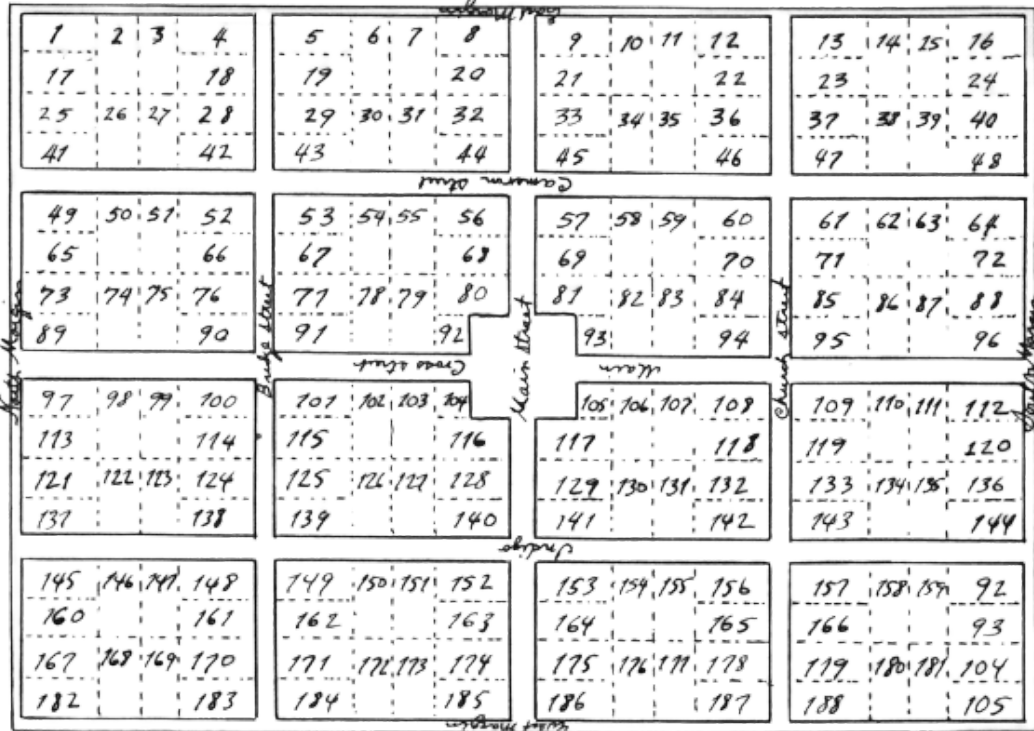 East Margin
1 2 3 4 5 6 7 8 9 10 11 12 13 14 15 16
17 18 19 20 21 22 23 24
25 26 27 28 29 30 31 32 33 34 35 36 37 38 39 40
41 42 43 44 45 46 47 48
Cameron Street
49 50 51 52 53 54 55 56 57 58 59 60 61 62 63 64
65 66 67 68 69 70 71 72
73 74 75 76 77 78 79 80 81 82 83 84 85 86 87 88
89 90 91 92 93 94 95 96
North Margin
Bridge Street
Cross Street
Main Street
Main
Church Street
South Margin
97 98 99 100 101 102 103 104 105 106 107 108 109 110 111 112
113 114 115 116 117 118 119 120
121 122 123 124 125 126 127 128 129 130 131 132 133 134 135 136
137 138 139 140 141 142 143 144
Indigo
145 146 147 148 149 150 151 152 153 154 155 156 157 158 159 92
160 161 162 163 164 165 166 93
167 168 169 170 171 172 173 174 175 176 177 178 179 180 181 104
182 183 184 185 186 187 188 105
West Margin